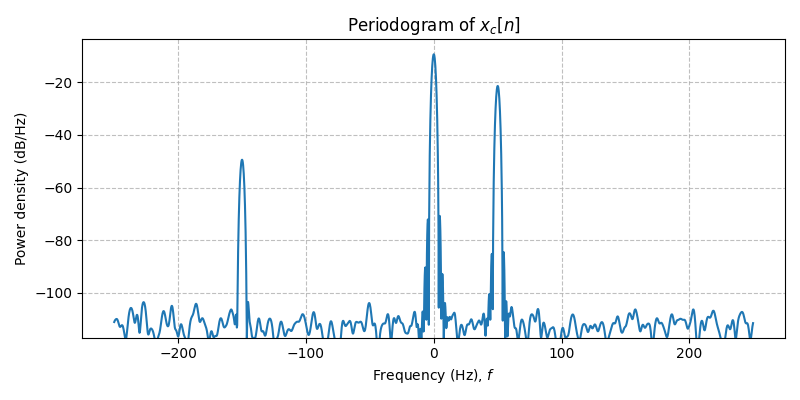 Periodogram of x_c[n]
Power density (dB/Hz)
−20
−40
−60
−80
−100
−200 −100 0 100 200
Frequency (Hz), f